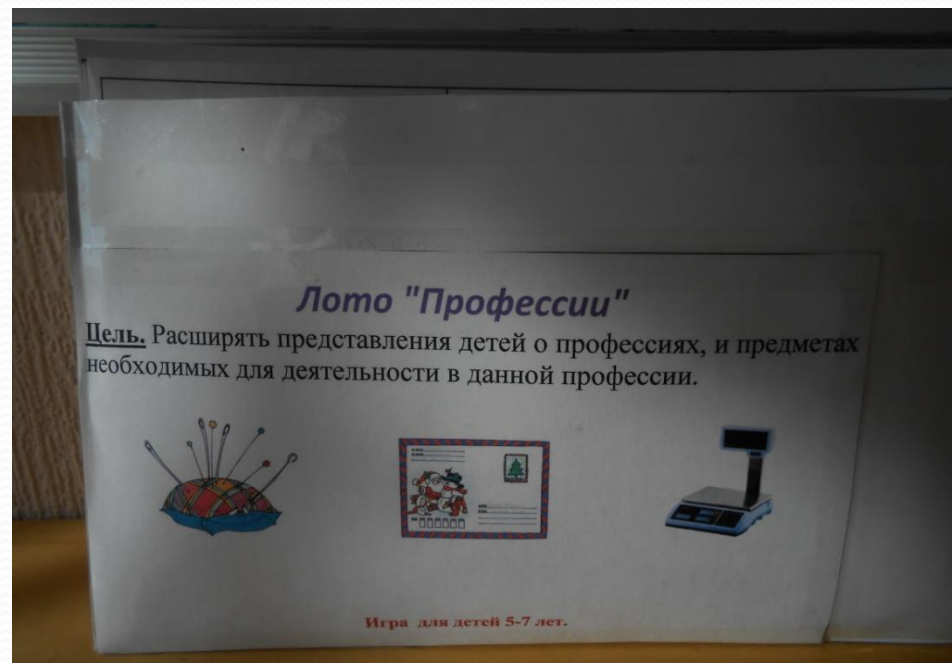 Лото "Профессии"
Цель. Расширять представления детей о профессиях, и предметах
необходимых для деятельности в данной профессии.
Игра для детей 5-7 лет.